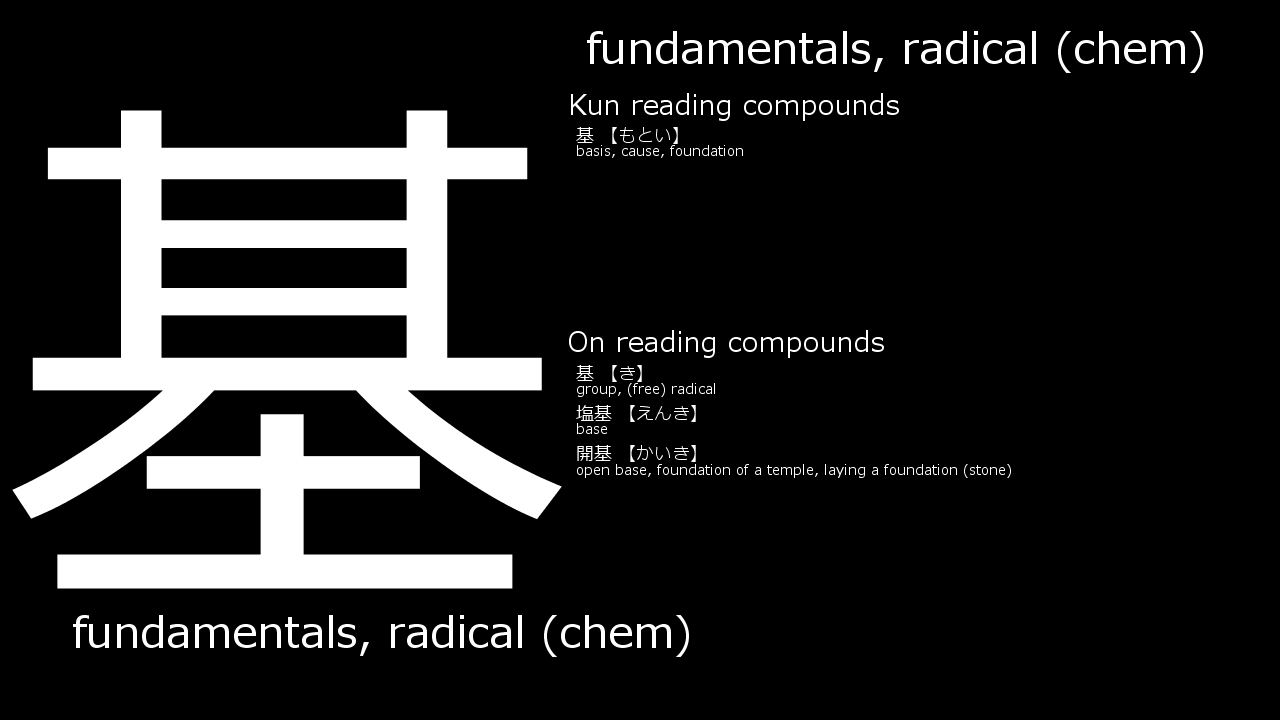 基
fundamentals, radical (chem)
fundamentals, radical (chem)
Kun reading compounds
基 【もとい】
basis, cause, foundation
On reading compounds
基 【き】
group, (free) radical
塩基 【えんき】
base
開基 【かいき】
open base, foundation of a temple, laying a foundation (stone)